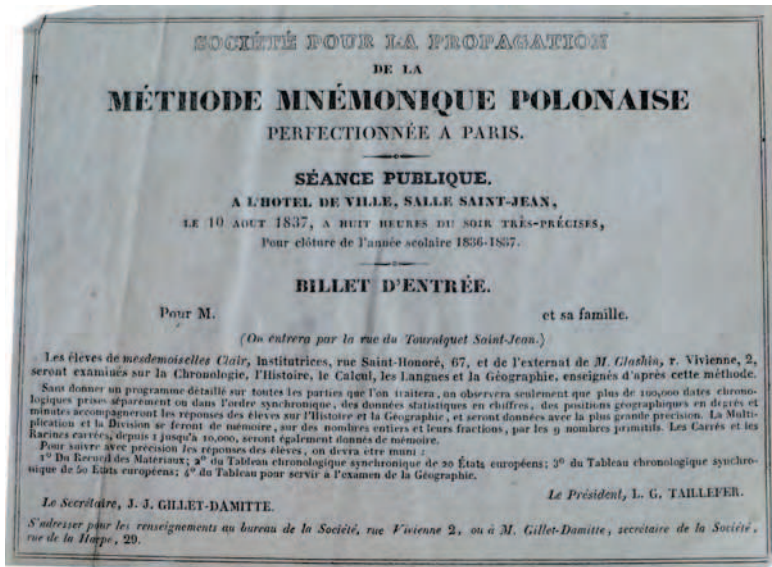 SOCIÉTÉ POUR LA PROPAGATION
DE LA
MÉTHODE MNÉMONIQUE POLONAISE
PERFECTIONNÉE A PARIS.
SÉANCE PUBLIQUE.
A L'HOTEL DE VILLE, SALLE SAINT-JEAN,
LE 10 AOUT 1837, A HUIT HEURES DU SOIR TRÈS-PRÉCISES,
Pour clôture de l'année scolaire 1836-1837.
BILLET D'ENTRÉE.
Pour M. et sa famille.
(On entrera par la rue du Tourniquet Saint-Jean.)
Les élèves de mesdemoiselles Clair, Institutrices, rue Saint-Honoré, 67, et de l'externat de M. Glashin, r. Vivienne, 2,
seront examinés sur la Chronologie, l'Histoire, le Calcul, les Langues et la Géographie, enseignés d'après cette méthode.
Sans donner un programme détaillé sur toutes les parties que l'on traitera, on observera seulement que plus de 100,000 dates chrono-
logiques prises séparément ou dans l'ordre synchronique, des données statistiques en chiffres, des positions géographiques en degrés et
minutes accompagneront les réponses des élèves sur l'Histoire et la Géographie, et seront données avec la plus grande précision. La Multi-
plication et la Division se feront de mémoire, sur des nombres entiers et leurs fractions, par les 9 nombres primitifs. Les Carrés et les
Racines carrées, depuis 1 jusqu'à 10,000, seront également donnés de mémoire.
Pour suivre avec précision les réponses des élèves, on devra être muni :
1º Du Recueil des Matériaux; 2º du Tableau chronologique synchronique de 20 États européens; 3º du Tableau chronologique synchro-
nique de 50 États européens; 4º du Tableau pour servir à l'examen de la Géographie.
Le Président, L. G. TAILLEFER.
Le Secrétaire, J. J. GILLET-DAMITTE.
S'adresser pour les renseignements au bureau de la Société, rue Vivienne 2, ou à M. Gillet-Damitte, secrétaire de la Société,
rue de la Harpe, 29.